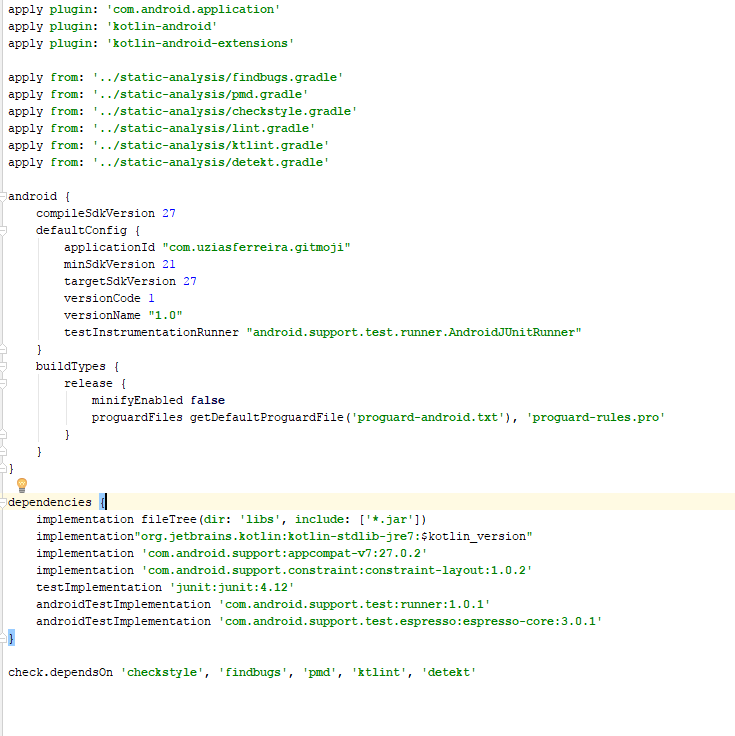 apply plugin: 'com.android.application'
apply plugin: 'kotlin-android'
apply plugin: 'kotlin-android-extensions'

apply from: '../static-analysis/findbugs.gradle'
apply from: '../static-analysis/pmd.gradle'
apply from: '../static-analysis/checkstyle.gradle'
apply from: '../static-analysis/lint.gradle'
apply from: '../static-analysis/ktlint.gradle'
apply from: '../static-analysis/detekt.gradle'

android {
    compileSdkVersion 27
    defaultConfig {
        applicationId "com.uziasferreira.gitmoji"
        minSdkVersion 21
        targetSdkVersion 27
        versionCode 1
        versionName "1.0"
        testInstrumentationRunner "android.support.test.runner.AndroidJUnitRunner"
    }
    buildTypes {
        release {
            minifyEnabled false
            proguardFiles getDefaultProguardFile('proguard-android.txt'), 'proguard-rules.pro'
        }
    }
}

dependencies {
    implementation fileTree(dir: 'libs', include: ['*.jar'])
    implementation"org.jetbrains.kotlin:kotlin-stdlib-jre7:$kotlin_version"
    implementation 'com.android.support:appcompat-v7:27.0.2'
    implementation 'com.android.support.constraint:constraint-layout:1.0.2'
    testImplementation 'junit:junit:4.12'
    androidTestImplementation 'com.android.support.test:runner:1.0.1'
    androidTestImplementation 'com.android.support.test.espresso:espresso-core:3.0.1'
}

check.dependsOn 'checkstyle', 'findbugs', 'pmd', 'ktlint', 'detekt'